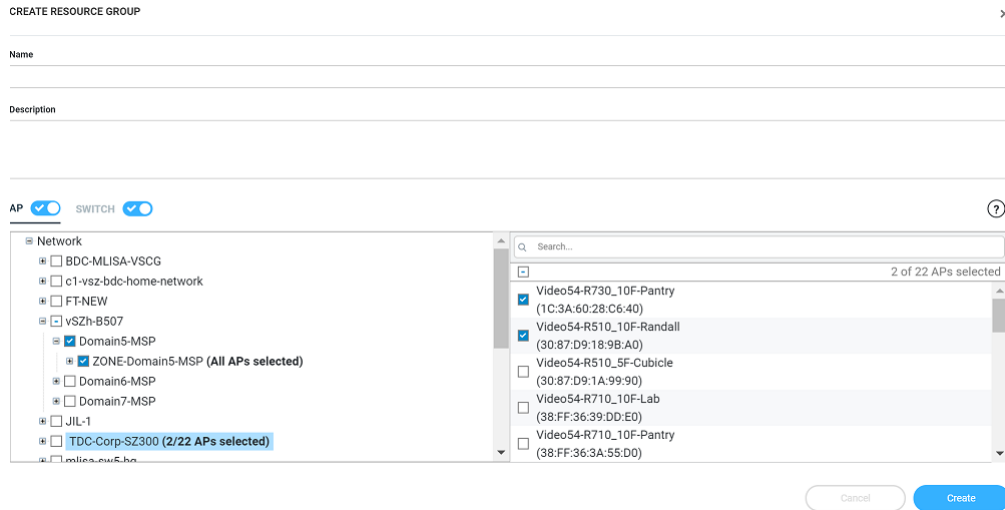 CREATE RESOURCE GROUP
Name
Description
AP
SWITCH
Network
BDC-MLISA-VSCG
c1-vsz-bdc-home-network
FT-NEW
vSZh-B507
Domain5-MSP
ZONE-Domain5-MSP (All APs selected)
Domain6-MSP
Domain7-MSP
JIL-1
TDC-Corp-SZ300 (2/22 APs selected)
mlisa-sw5-bg
Search...
2 of 22 APs selected
Video54-R730_10F-Pantry
(1C:3A:60:28:C6:40)
Video54-R510_10F-Randall
(30:87:D9:18:9B:A0)
Video54-R510_5F-Cubicle
(30:87:D9:1A:99:90)
Video54-R710_10F-Lab
(38:FF:36:39:DD:E0)
Video54-R710_10F-Pantry
(38:FF:36:3A:55:D0)
Cancel
Create